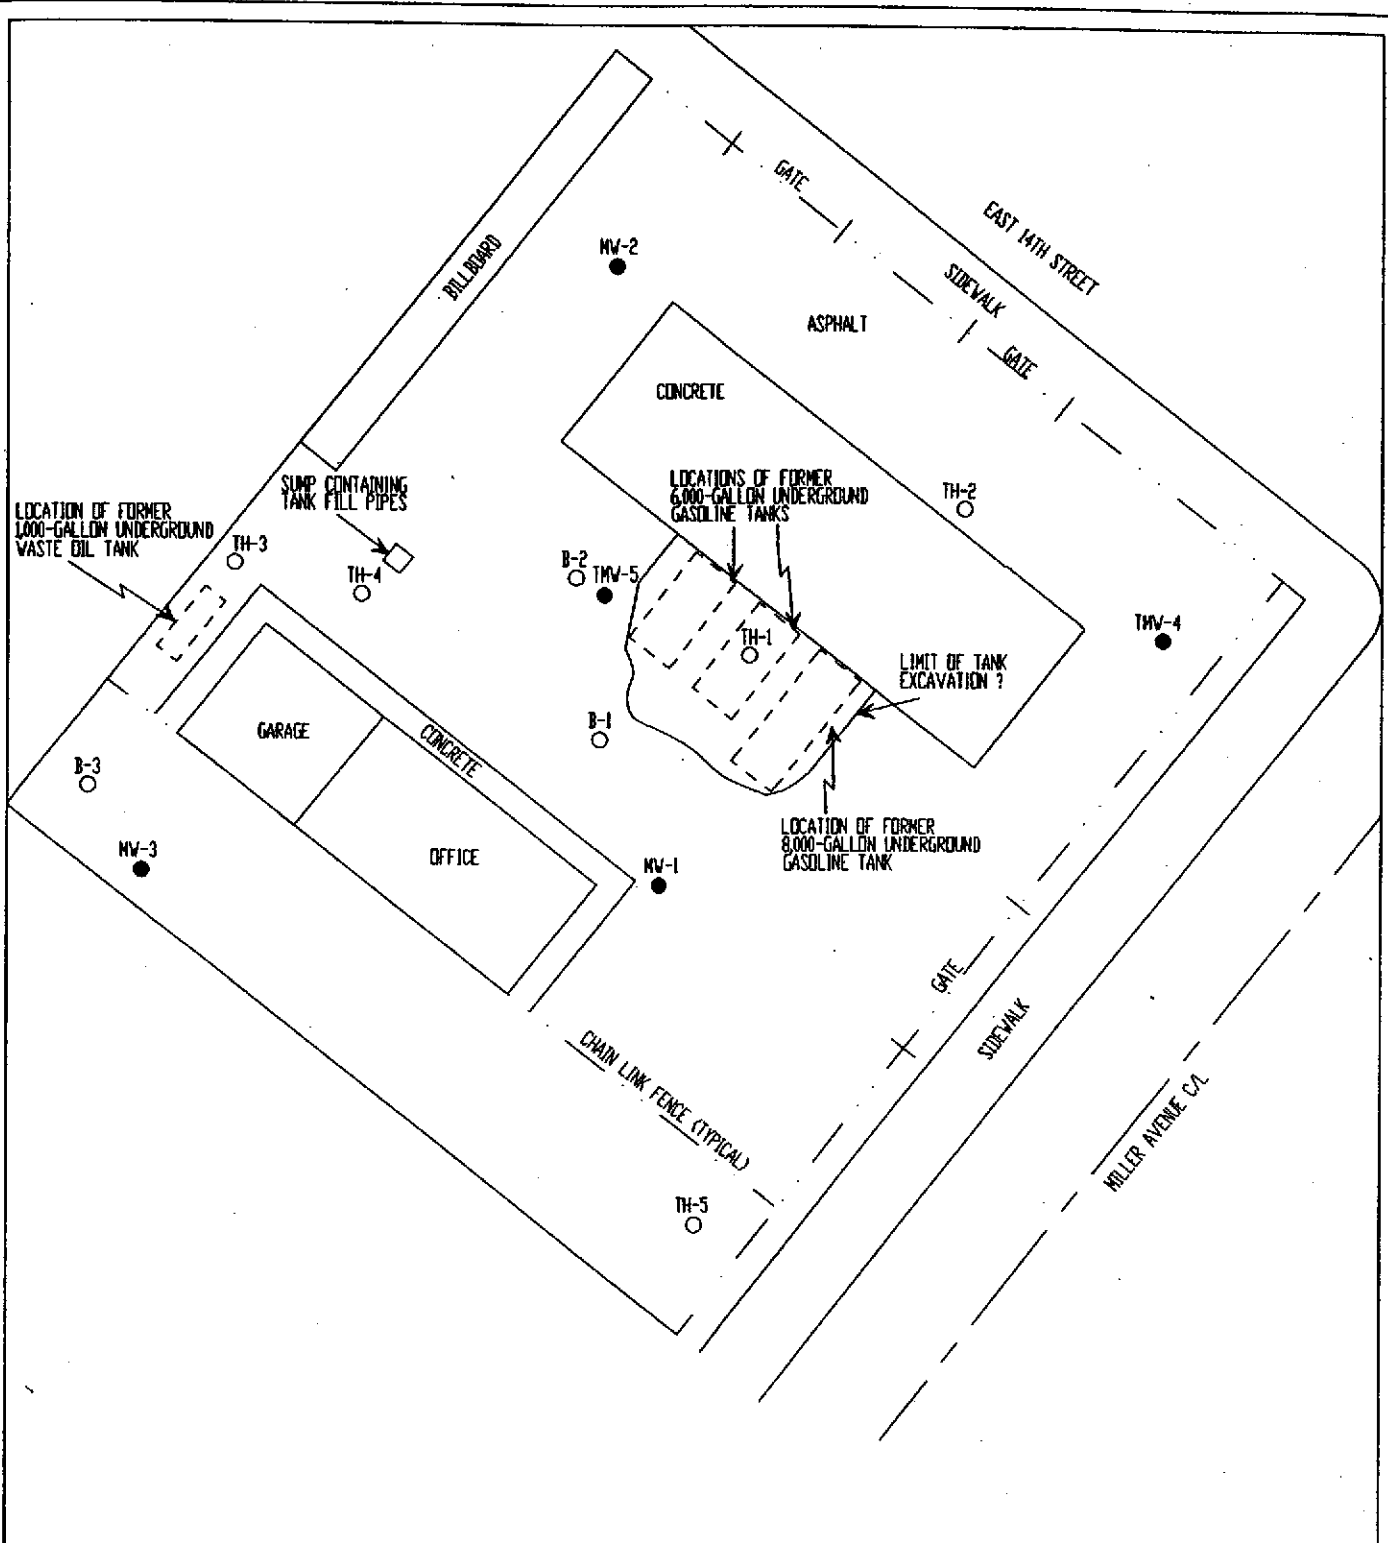 GATE
EAST 14TH STREET
MW-2
BILLBOARD
SIDEWALK
ASPHALT
GATE
CONCRETE
LOCATIONS OF FORMER
6,000-GALLON UNDERGROUND
GASOLINE TANKS
SUMP CONTAINING
TANK FILL PIPES
TH-2
LOCATION OF FORMER
1,000-GALLON UNDERGROUND
WASTE OIL TANK
TH-3
TH-4
B-2
TMW-5
TH-1
TMW-4
LIMIT OF TANK
EXCAVATION ?
B-1
GARAGE
CONCRETE
B-3
LOCATION OF FORMER
8,000-GALLON UNDERGROUND
GASOLINE TANK
MW-3
OFFICE
MW-1
GATE
SIDEWALK
CHAIN LINK FENCE (TYPICAL)
MILLER AVENUE C/L
TH-5